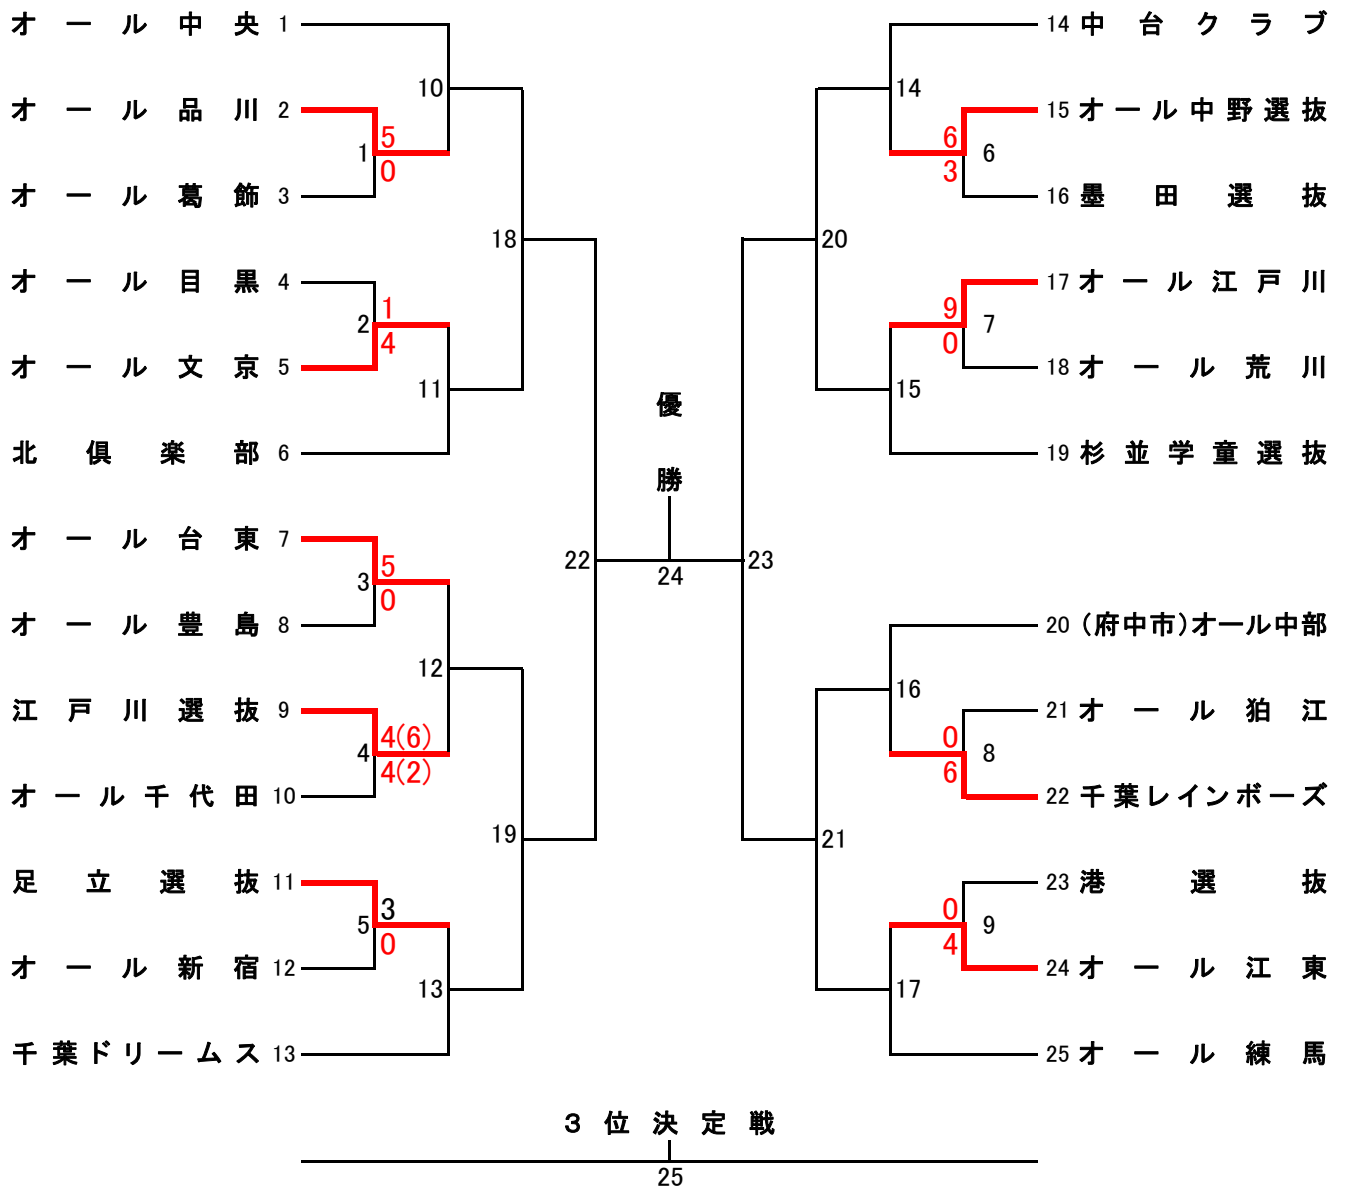 オール中央 1
10
オール品川 2
5
1
0
オール葛飾 3
18
オール目黒 4
1
2
4
オール文京 5
11
北倶楽部 6
オール台東 7
5
3
0
オール豊島 8
12
江戸川選抜 9
4(6)
4
4(2)
オール千代田 10
19
足立選抜 11
3
5
0
オール新宿 12
13
千葉ドリームス 13
22
優
勝
24
23
14 中台クラブ
14
15 オール中野選抜
6
6
3
16 墨田選抜
20
17 オール江戸川
9
7
0
18 オール荒川
15
19 杉並学童選抜
20 (府中市)オール中部
16
21 オール狛江
0
8
6
22 千葉レインボーズ
21
23 港選抜
0
9
4
24 オール江東
17
25 オール練馬
3位決定戦
25